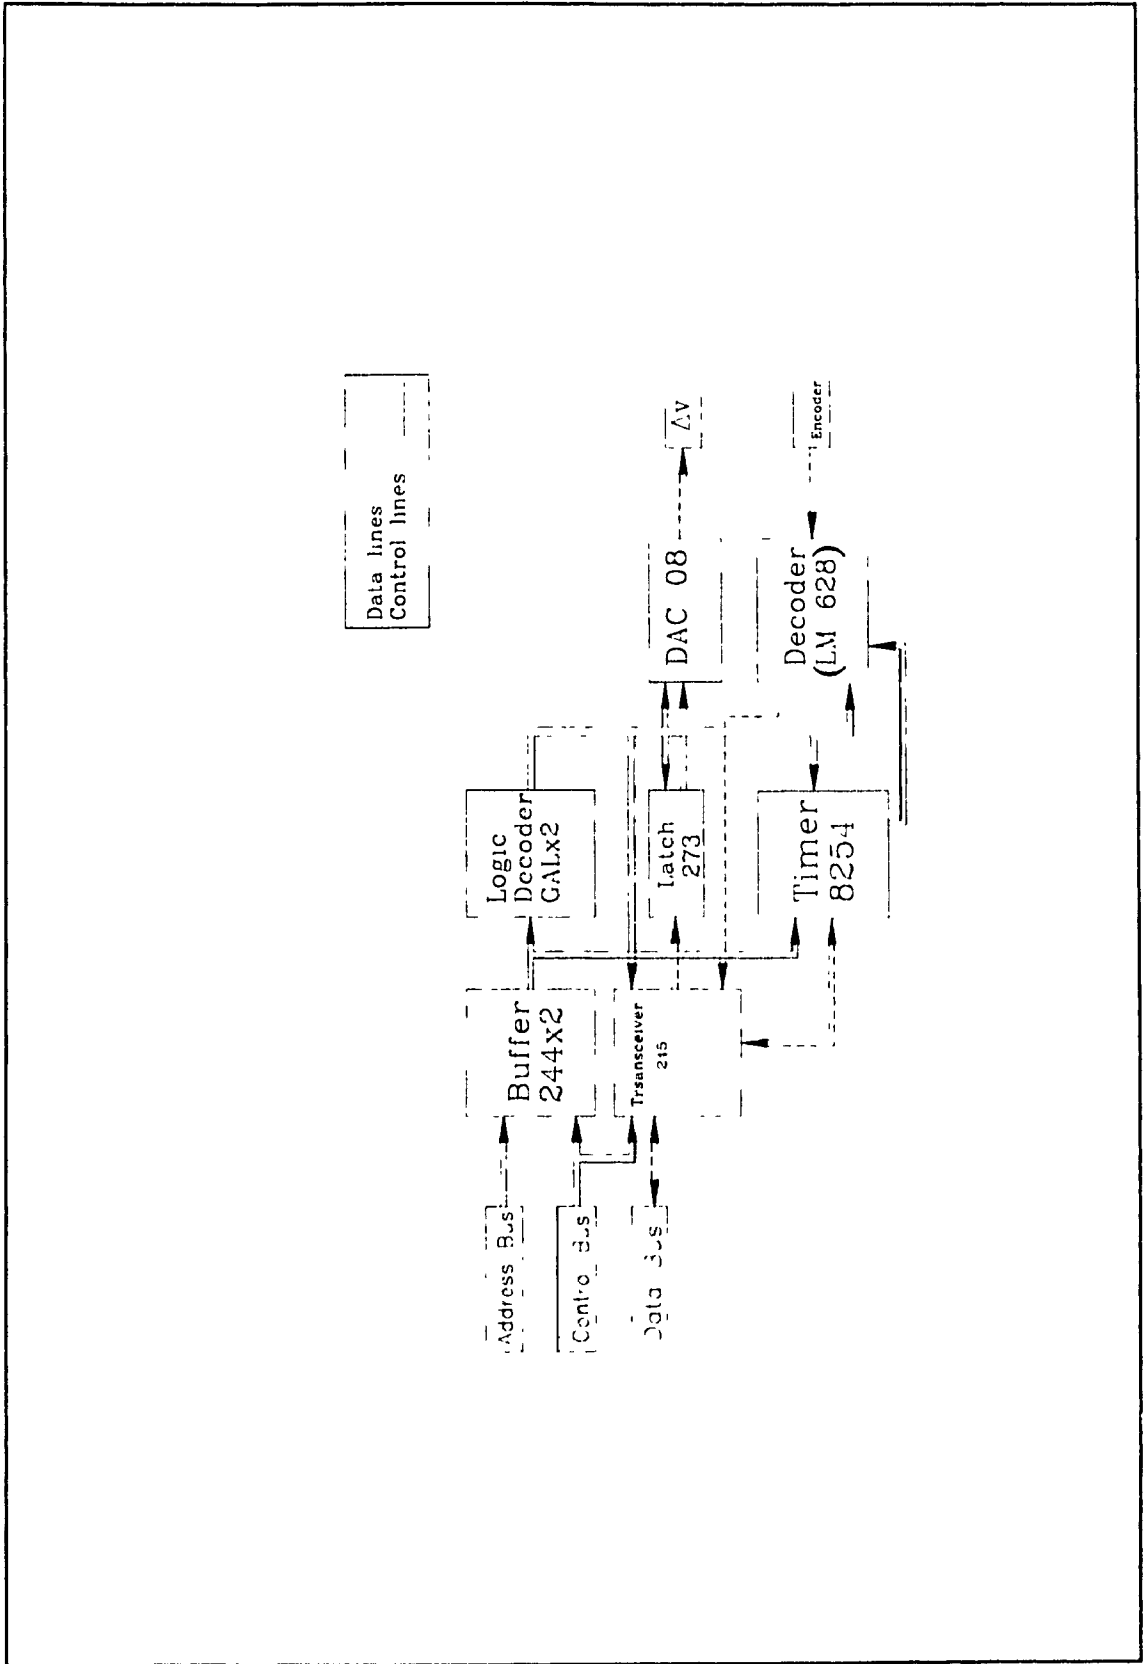 Data lines
Control lines
Address Bus
Control Bus
Data Bus
Buffer
244x2
Trsansceiver
245
Logic
Decoder
GALx2
Latch
273
Timer
8254
DAC 08
Decoder
(LM 628)
ΔV
Encoder